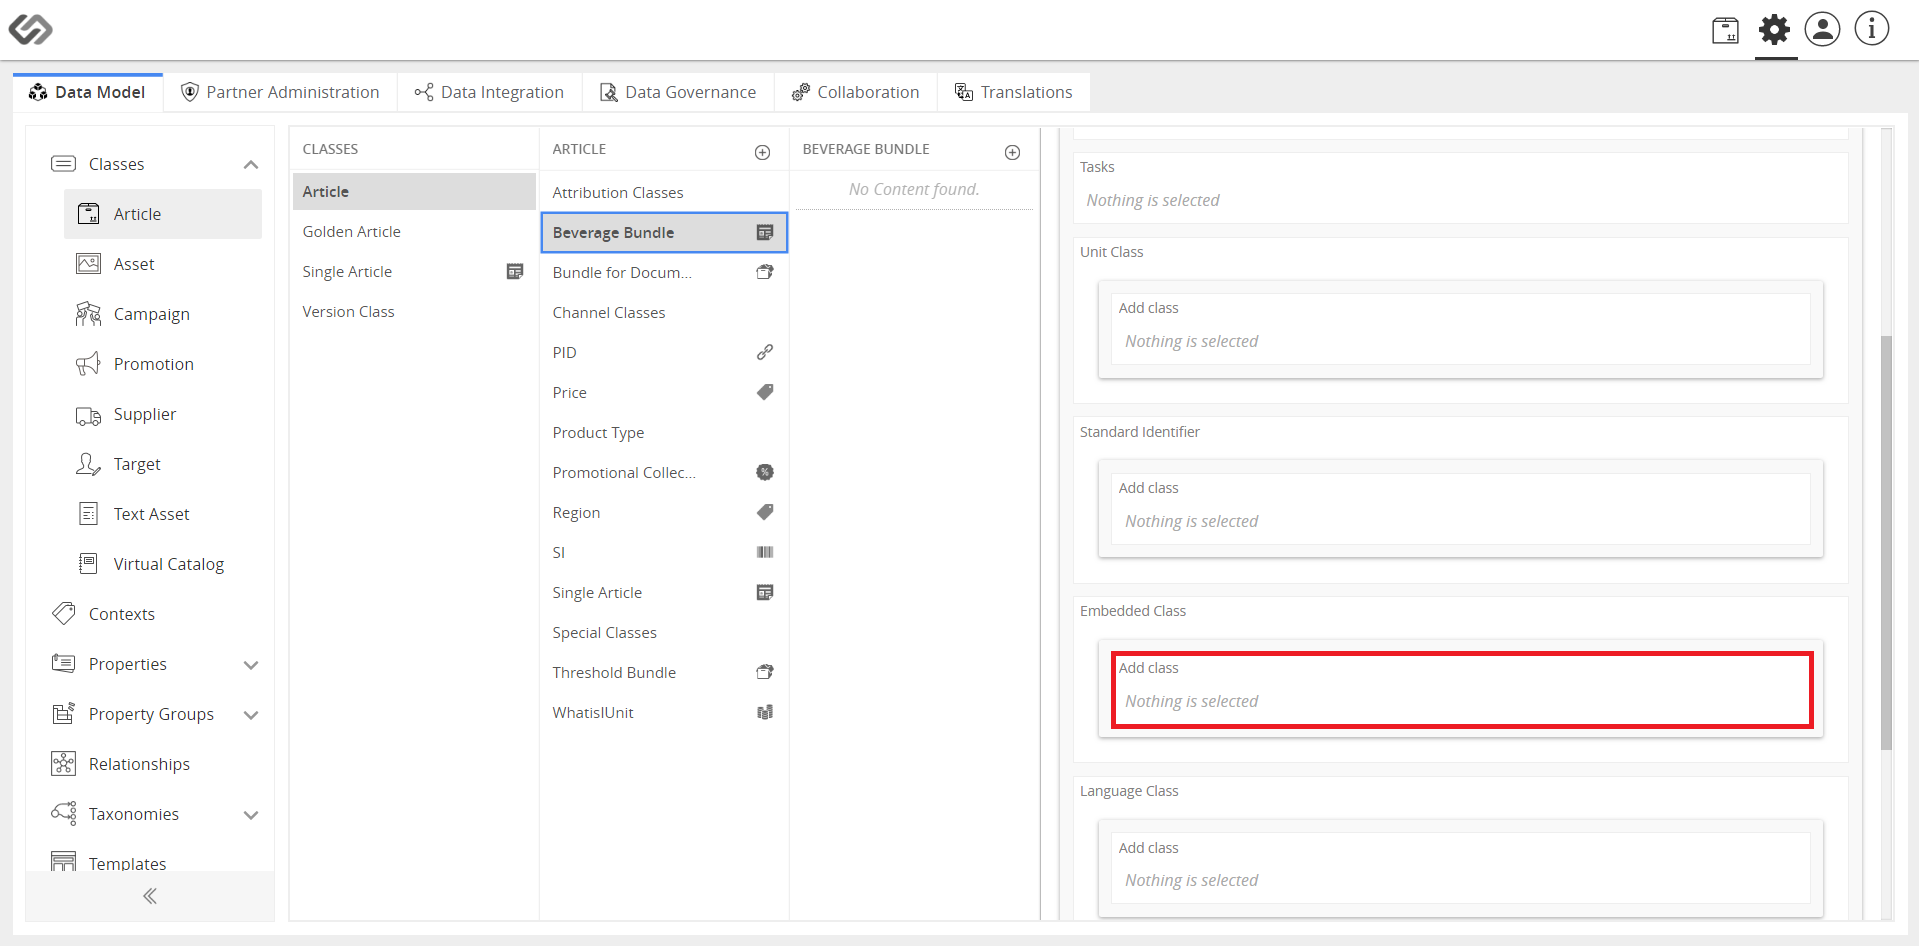 Data Model
Partner Administration
Data Integration
Data Governance
Collaboration
Translations
Classes
Article
Asset
Campaign
Promotion
Supplier
Target
Text Asset
Virtual Catalog
Contexts
Properties
Property Groups
Relationships
Taxonomies
Templates
CLASSES
Article
Golden Article
Single Article
Version Class
ARTICLE
Attribution Classes
Beverage Bundle
Bundle for Docum...
Channel Classes
PID
Price
Product Type
Promotional Collec...
Region
SI
Single Article
Special Classes
Threshold Bundle
WhatisIUnit
BEVERAGE BUNDLE
No Content found.
Tasks
Nothing is selected
Unit Class
Add class
Nothing is selected
Standard Identifier
Add class
Nothing is selected
Embedded Class
Add class
Nothing is selected
Language Class
Add class
Nothing is selected